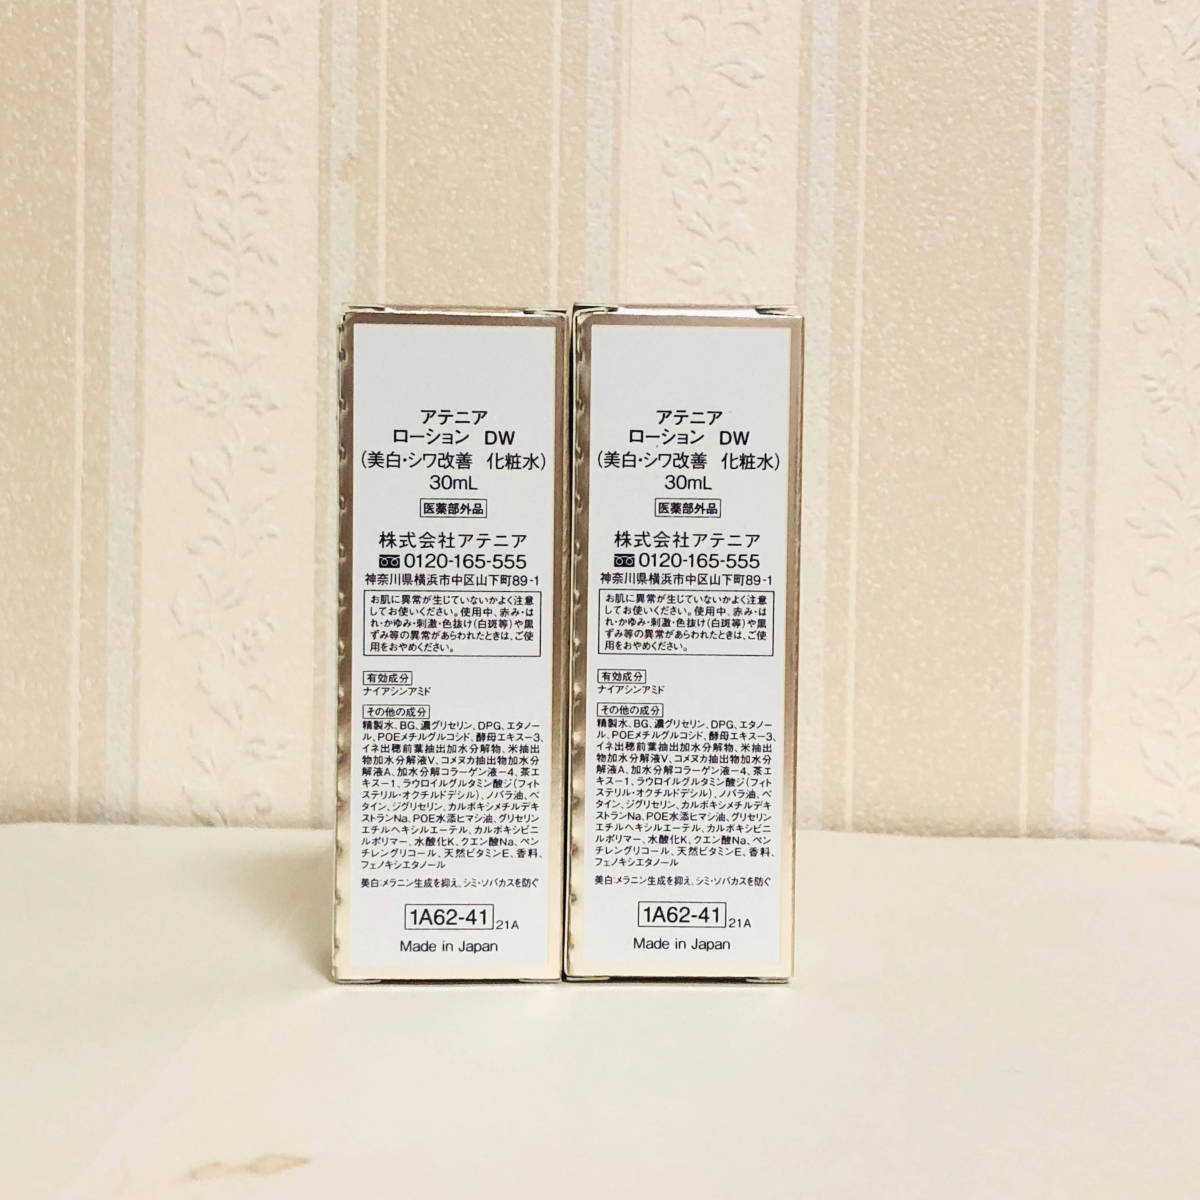 アテニア
ローション DW
(美白・シワ改善 化粧水)
30mL
医薬部外品
株式会社アテニア
0120-165-555
神奈川県横浜市中区山下町89-1
お肌に異常が生じていないかよく注意
してお使いください。使用中、赤み・は
れ・かゆみ・刺激・色抜け(白斑等)や黒
ずみ等の異常があらわれたときは、ご使
用をおやめください。
有効成分
ナイアシンアミド
その他の成分
精製水、BG、濃グリセリン、DPG、エタノー
ル、POEメチルグルコシド、酵母エキス-3、
イネ出穂前葉抽出加水分解物、米抽出
物加水分解液V、コメヌカ抽出物加水分
解液A、加水分解コラーゲン液-4、茶エ
キス-1、ラウロイルグルタミン酸ジ(フィト
ステリル・オクチルドデシル)、ノバラ油、ベ
タイン、ジグリセリン、カルボキシメチルデキ
ストランNa、POE水添ヒマシ油、グリセリン
エチルヘキシルエーテル、カルボキシビニ
ルポリマー、水酸化K、クエン酸Na、ペン
チレングリコール、天然ビタミンE、香料、
フェノキシエタノール
美白:メラニン生成を抑え、シミ・ソバカスを防ぐ
1A62-41 21A
Made in Japan
アテニア
ローション DW
(美白・シワ改善 化粧水)
30mL
医薬部外品
株式会社アテニア
0120-165-555
神奈川県横浜市中区山下町89-1
お肌に異常が生じていないかよく注意
してお使いください。使用中、赤み・は
れ・かゆみ・刺激・色抜け(白斑等)や黒
ずみ等の異常があらわれたときは、ご使
用をおやめください。
有効成分
ナイアシンアミド
その他の成分
精製水、BG、濃グリセリン、DPG、エタノー
ル、POEメチルグルコシド、酵母エキス-3、
イネ出穂前葉抽出加水分解物、米抽出
物加水分解液V、コメヌカ抽出物加水分
解液A、加水分解コラーゲン液-4、茶エ
キス-1、ラウロイルグルタミン酸ジ(フィト
ステリル・オクチルドデシル)、ノバラ油、ベ
タイン、ジグリセリン、カルボキシメチルデキ
ストランNa、POE水添ヒマシ油、グリセリン
エチルヘキシルエーテル、カルボキシビニ
ルポリマー、水酸化K、クエン酸Na、ペン
チレングリコール、天然ビタミンE、香料、
フェノキシエタノール
美白:メラニン生成を抑え、シミ・ソバカスを防ぐ
1A62-41 21A
Made in Japan